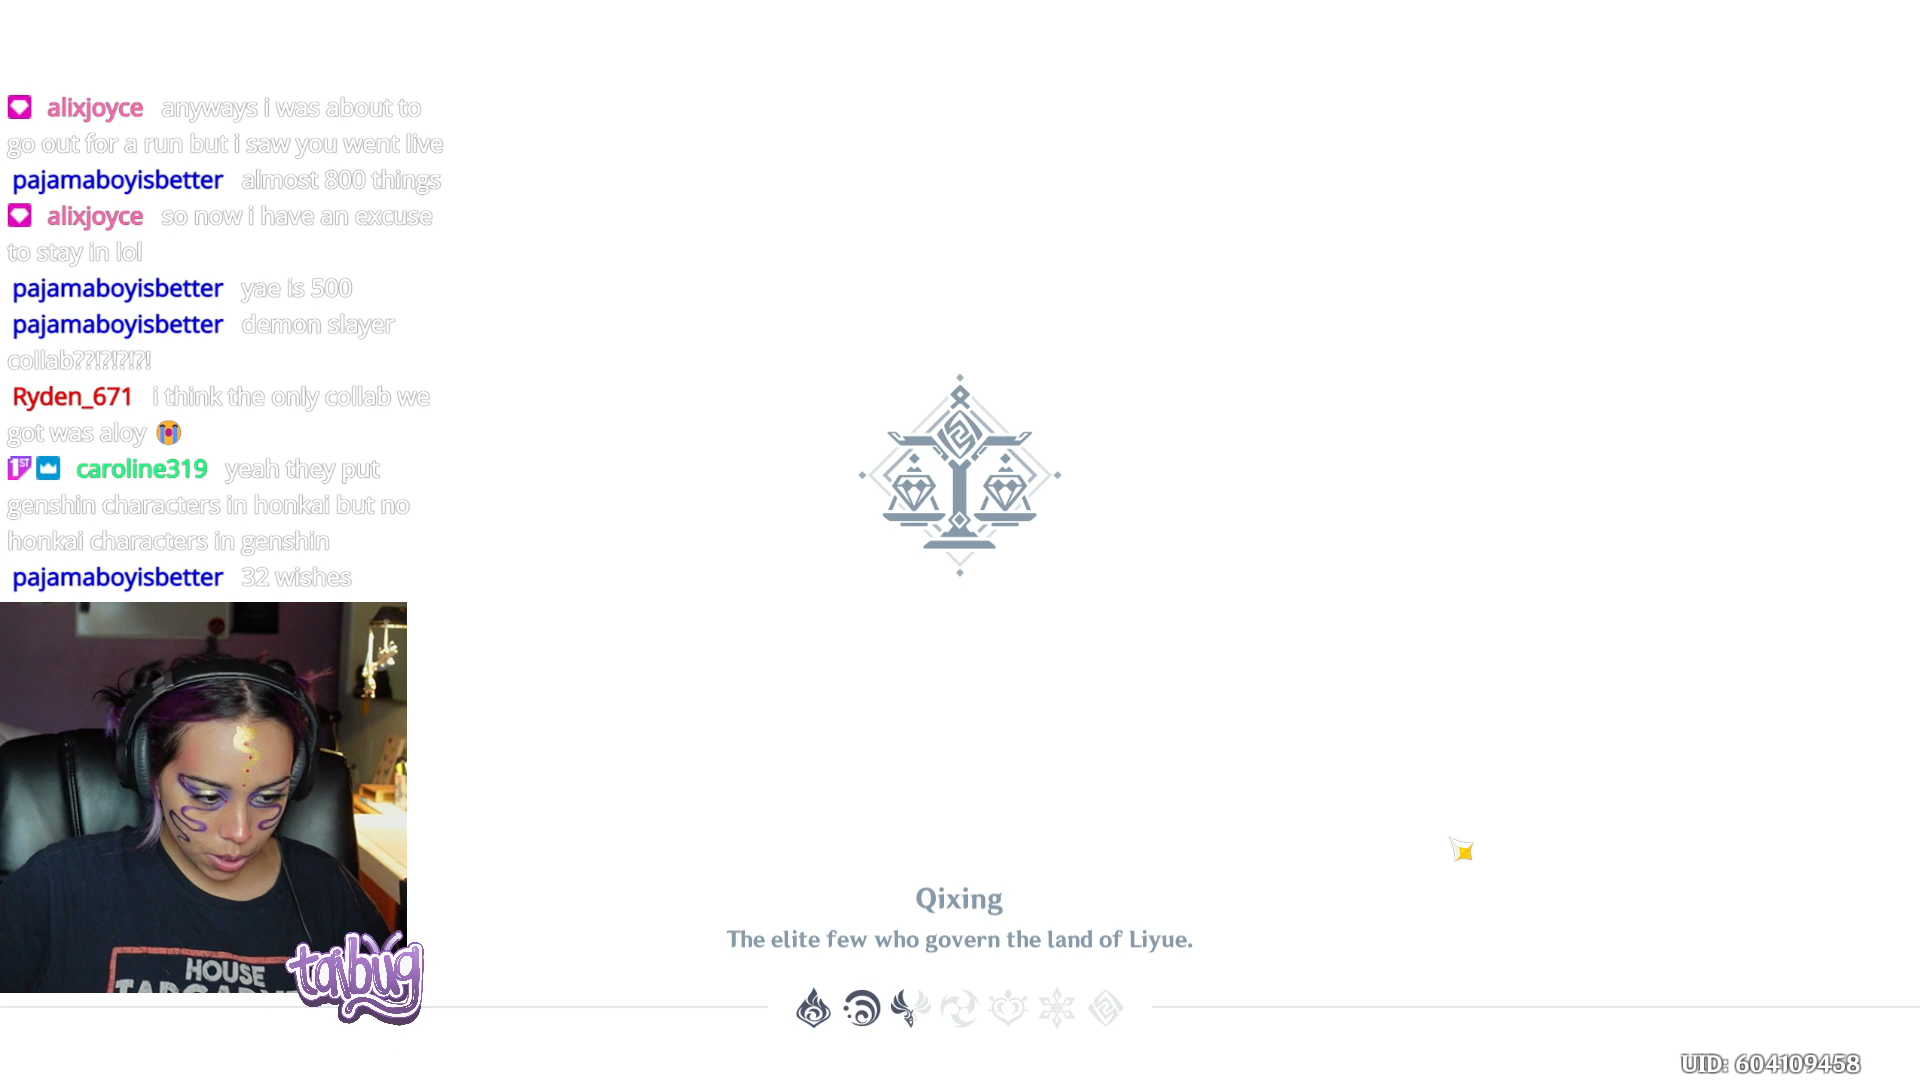 alixjoyce anyways i was about to
go out for a run but i saw you went live
pajamaboyisbetter almost 800 things
alixjoyce so now i have an excuse
to stay in lol
pajamaboyisbetter yae is 500
pajamaboyisbetter demon slayer
collab??!?!?!?!
Ryden_671 i think the only collab we
got was aloy 😭
1ST caroline319 yeah they put
genshin characters in honkai but no
honkai characters in genshin
pajamaboyisbetter 32 wishes
HOUSE
taibug
Qixing
The elite few who govern the land of Liyue.
UID: 604109458